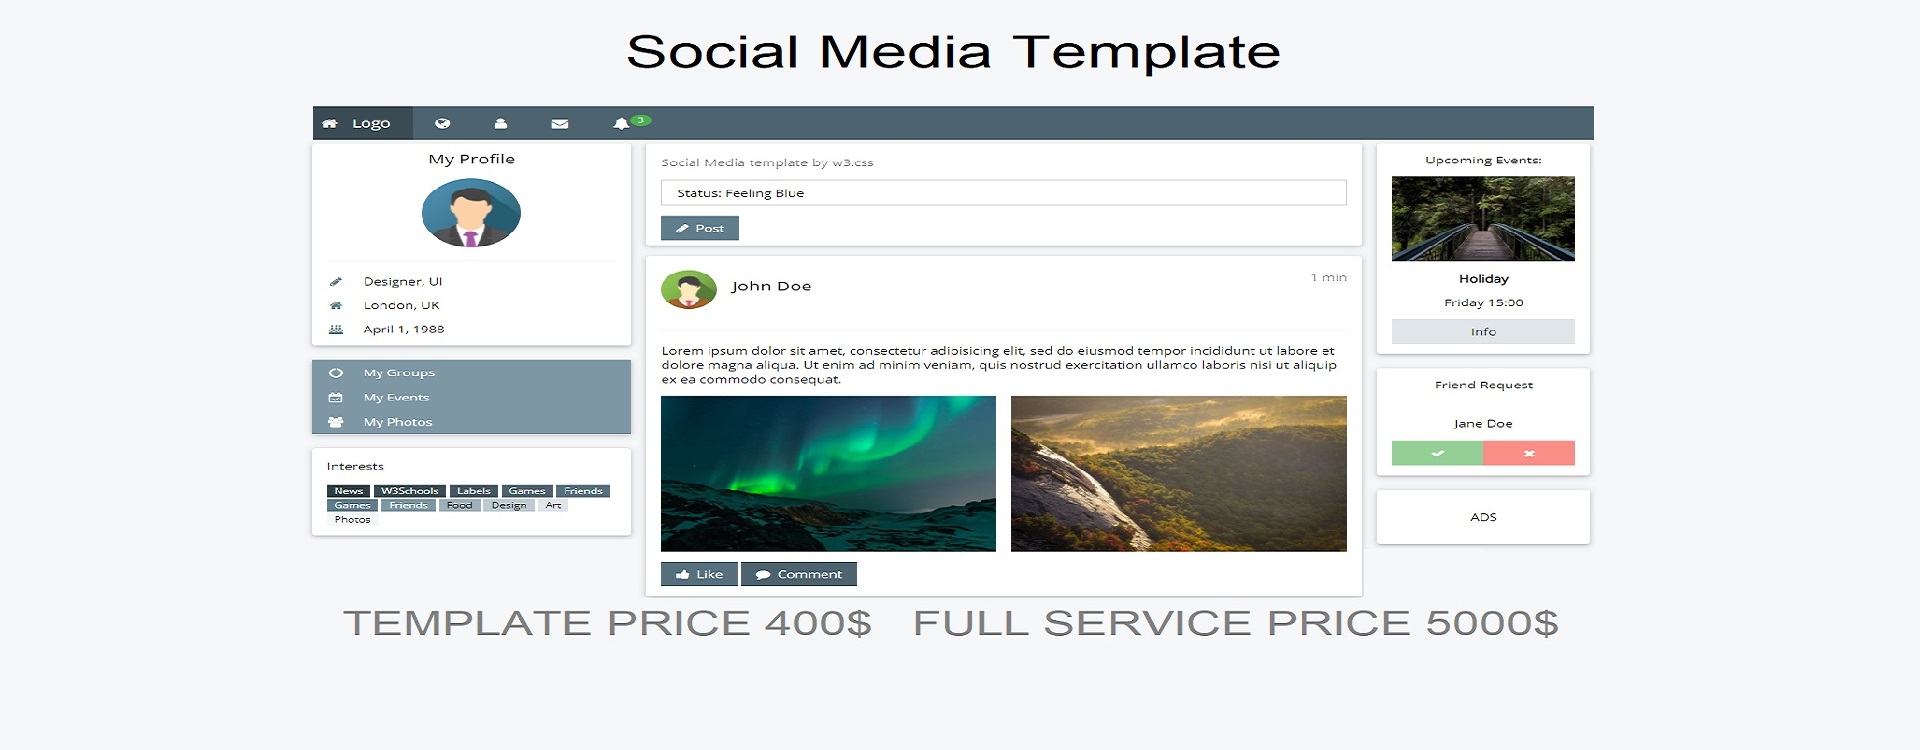 Social Media Template
Logo
3
My Profile
Designer, UI
London, UK
April 1, 1988
My Groups
My Events
My Photos
Interests
News W3Schools Labels Games Friends
Games Friends Food Design Art
Photos
Social Media template by w3.css
Status: Feeling Blue
Post
John Doe
1 min
Lorem ipsum dolor sit amet, consectetur adipisicing elit, sed do eiusmod tempor incididunt ut labore et
dolore magna aliqua. Ut enim ad minim veniam, quis nostrud exercitation ullamco laboris nisi ut aliquip
ex ea commodo consequat.
Like Comment
Upcoming Events:
Holiday
Friday 15:00
Info
Friend Request
Jane Doe
ADS
TEMPLATE PRICE 400$ FULL SERVICE PRICE 5000$